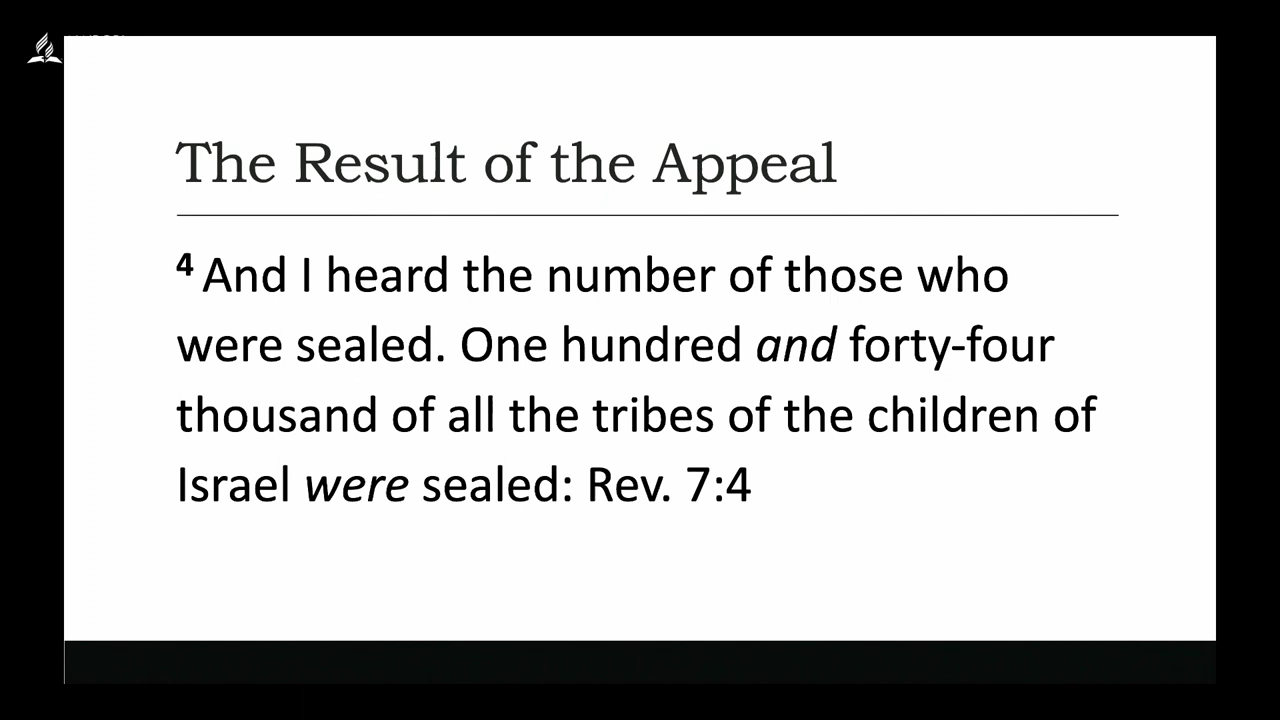 The Result of the Appeal
4 And I heard the number of those who
were sealed. One hundred and forty-four
thousand of all the tribes of the children of
Israel were sealed: Rev. 7:4